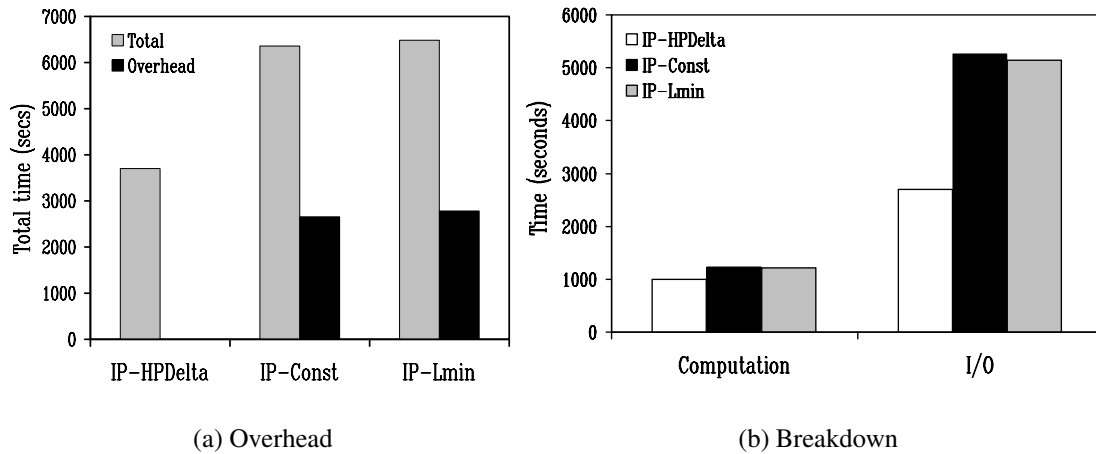 7000
6000
5000
4000
3000
2000
1000
0
Total time (secs)
Total
Overhead
IP-HPDelta
IP-Const
IP-Lmin
(a) Overhead
6000
5000
4000
3000
2000
1000
0
Time (seconds)
IP-HPDelta
IP-Const
IP-Lmin
Computation
I/O
(b) Breakdown